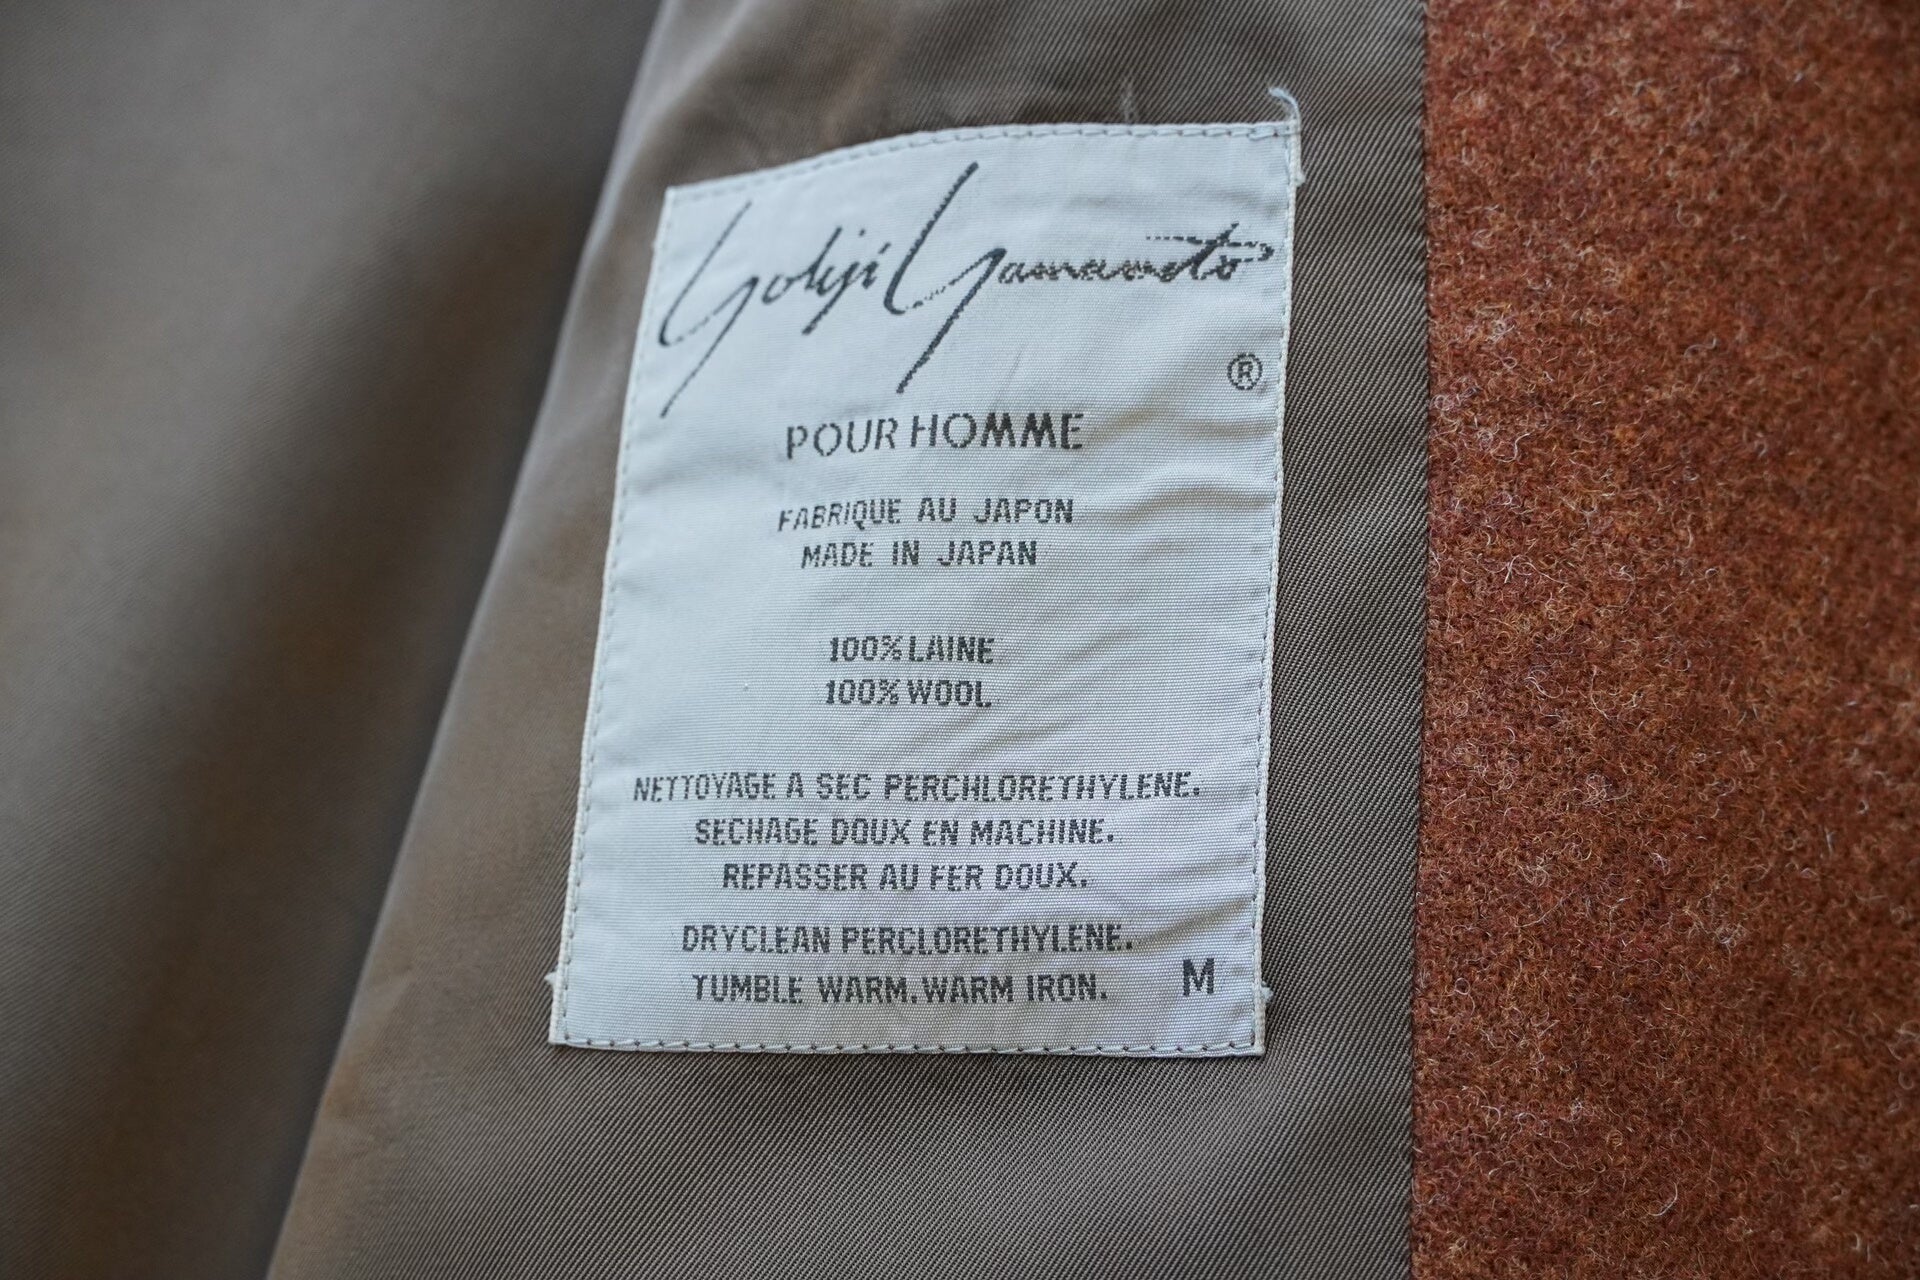 Yohji Yamamoto
®
POUR HOMME
FABRIQUE AU JAPON
MADE IN JAPAN
100% LAINE
100% WOOL
NETTOYAGE A SEC PERCHLORETHYLENE.
SECHAGE DOUX EN MACHINE.
REPASSER AU FER DOUX.
DRYCLEAN PERCLORETHYLENE.
TUMBLE WARM. WARM IRON. M